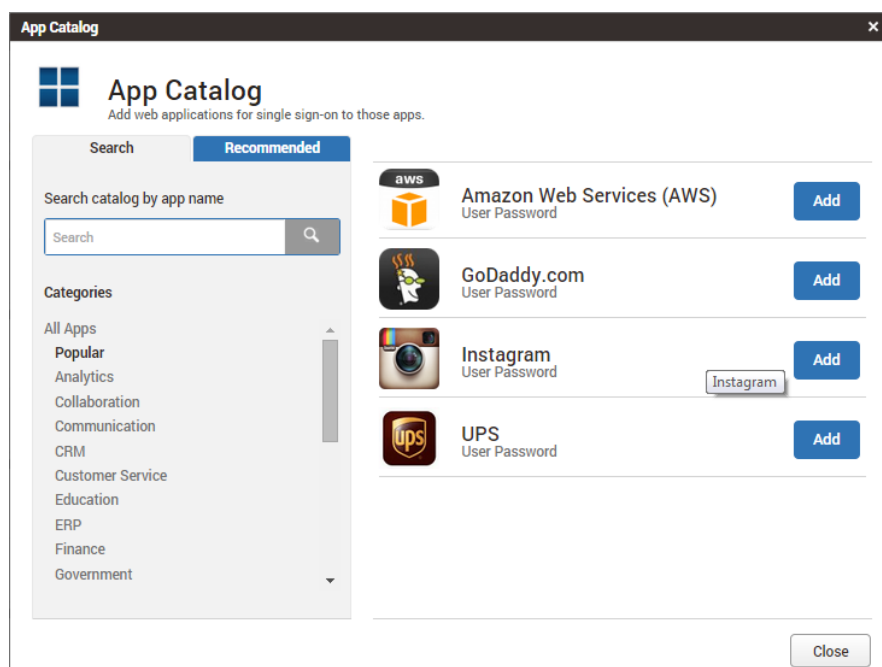 App Catalog
×
App Catalog
Add web applications for single sign-on to those apps.
Search
Recommended
Search catalog by app name
Search
Categories
All Apps
Popular
Analytics
Collaboration
Communication
CRM
Customer Service
Education
ERP
Finance
Government
aws
Amazon Web Services (AWS)
User Password
Add
GoDaddy.com
User Password
Add
Instagram
User Password
Add
Instagram
ups
UPS
User Password
Add
Close